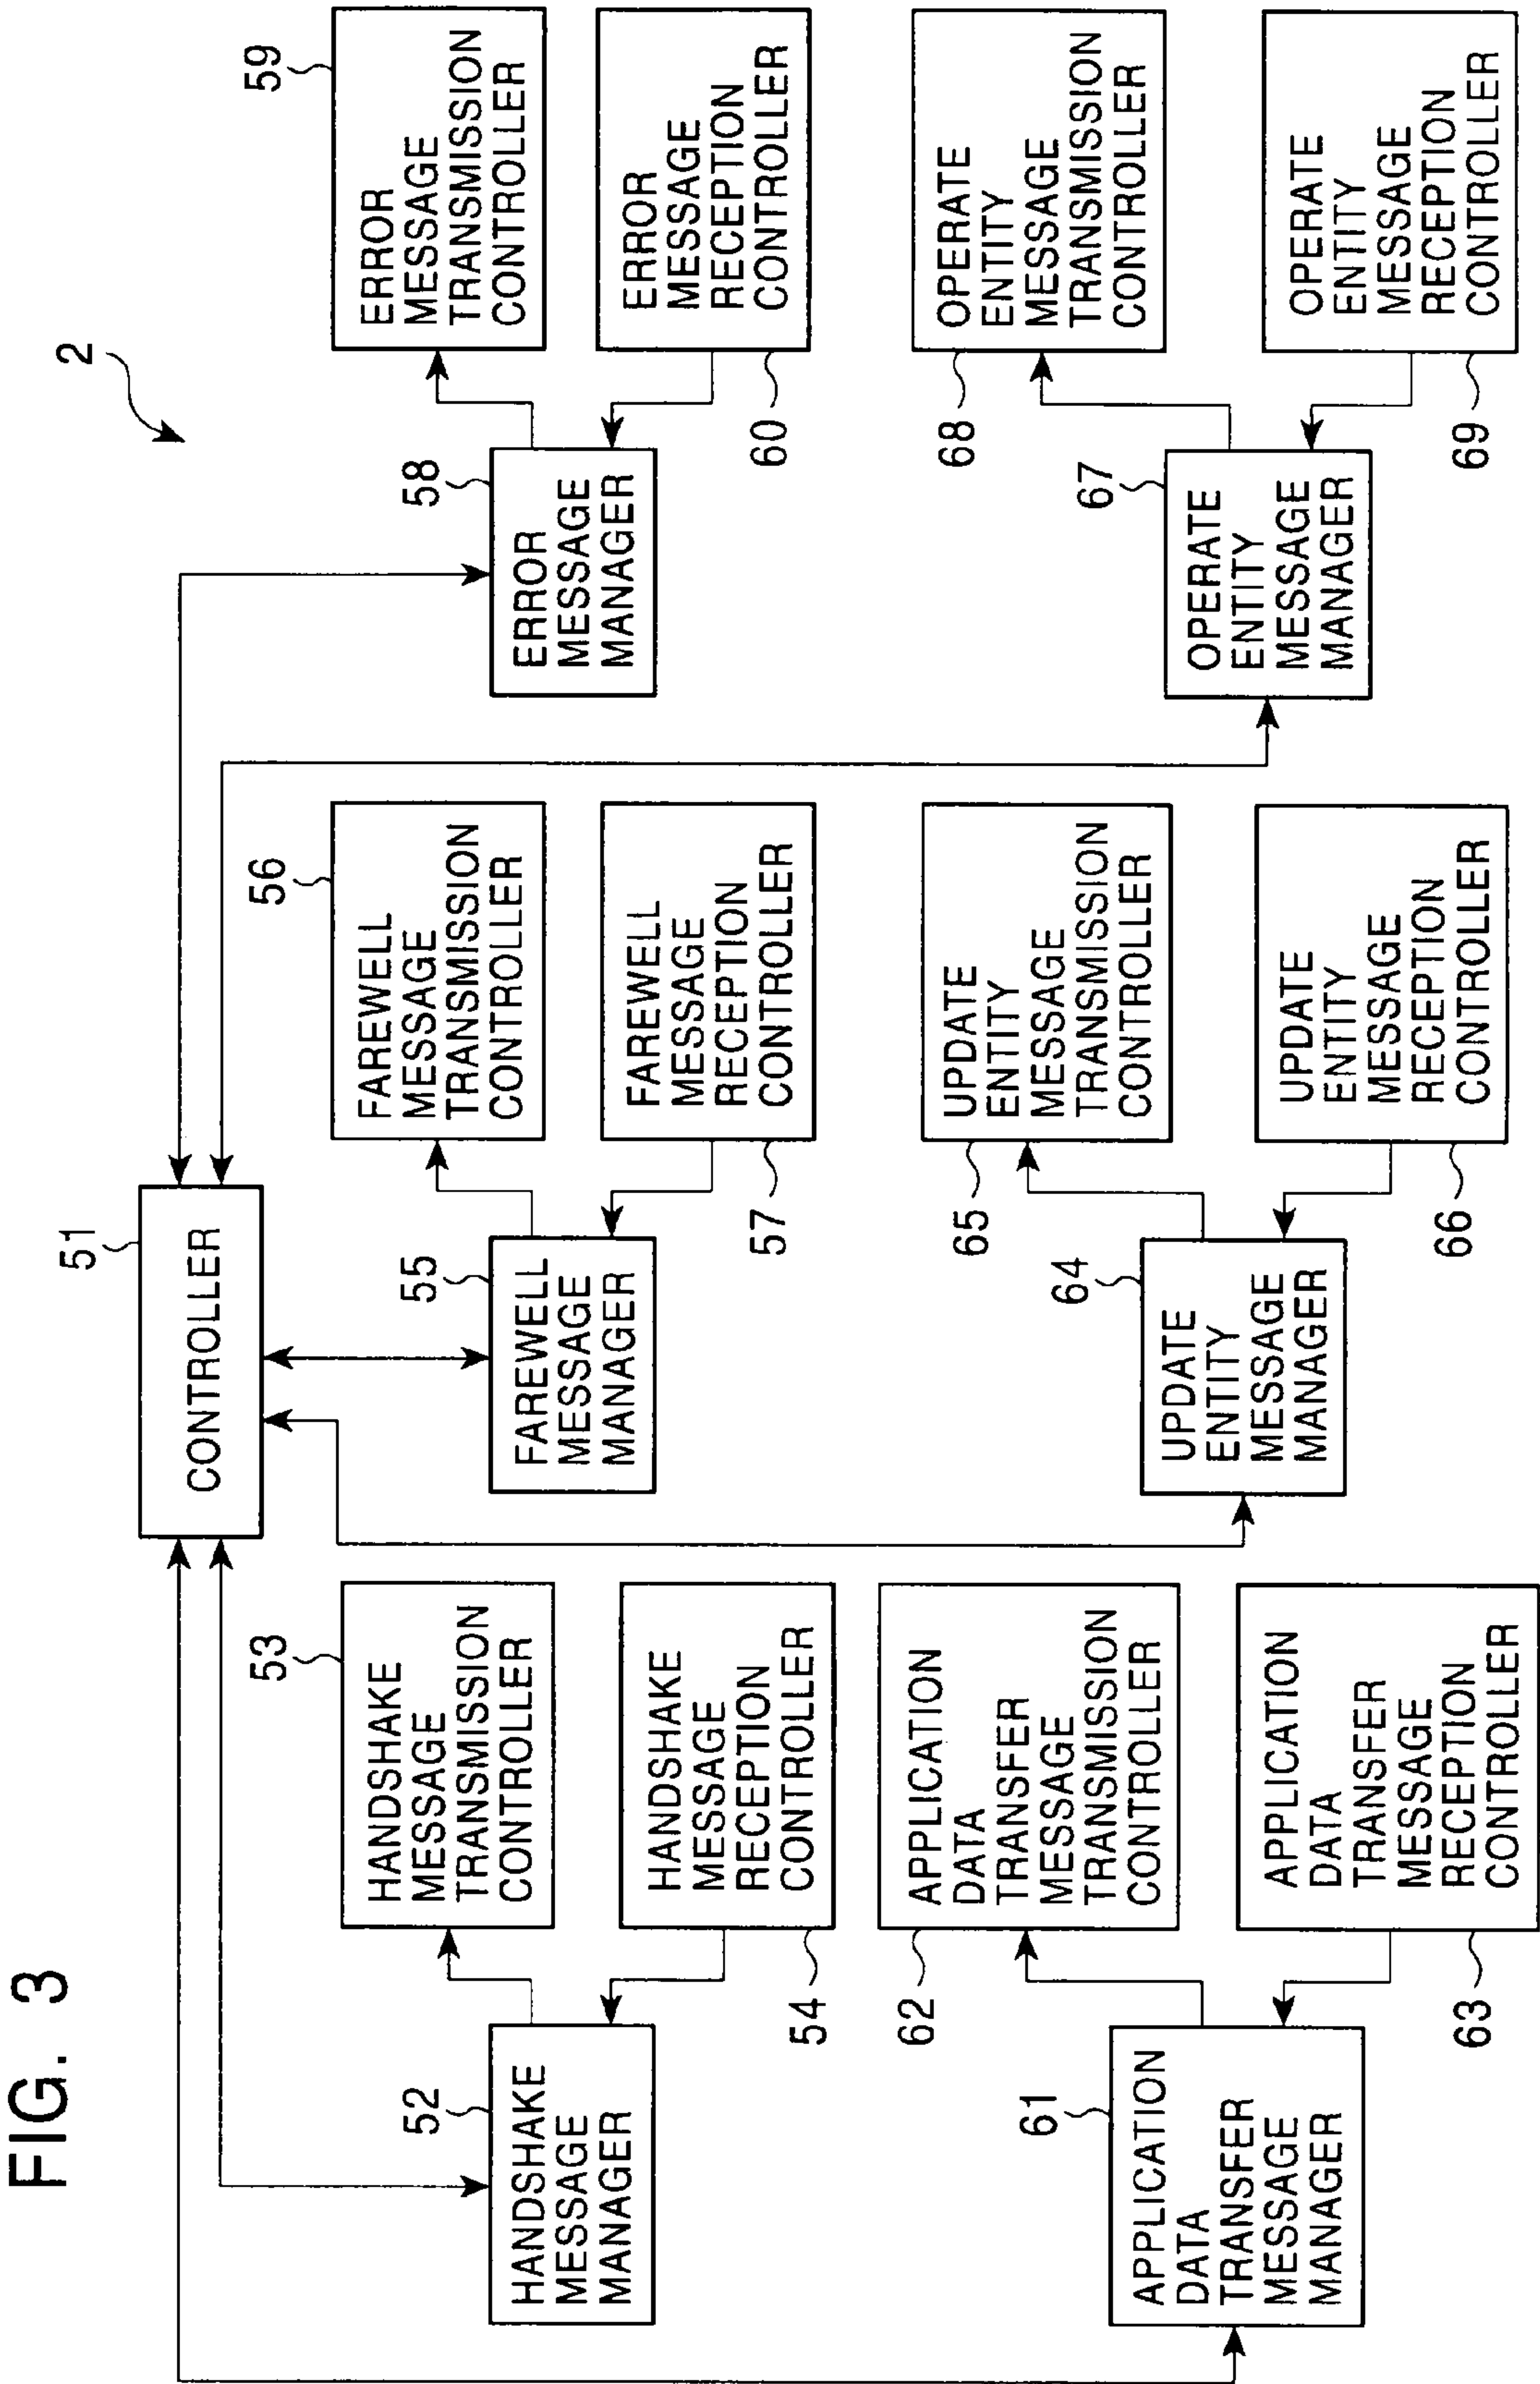 FIG. 3
2
51
CONTROLLER
52
HANDSHAKE
MESSAGE
MANAGER
53
HANDSHAKE
MESSAGE
TRANSMISSION
CONTROLLER
54
HANDSHAKE
MESSAGE
RECEPTION
CONTROLLER
55
FAREWELL
MESSAGE
MANAGER
56
FAREWELL
MESSAGE
TRANSMISSION
CONTROLLER
57
FAREWELL
MESSAGE
RECEPTION
CONTROLLER
58
ERROR
MESSAGE
MANAGER
59
ERROR
MESSAGE
TRANSMISSION
CONTROLLER
60
ERROR
MESSAGE
RECEPTION
CONTROLLER
61
APPLICATION
DATA
TRANSFER
MESSAGE
MANAGER
62
APPLICATION
DATA
TRANSFER
MESSAGE
TRANSMISSION
CONTROLLER
63
APPLICATION
DATA
TRANSFER
MESSAGE
RECEPTION
CONTROLLER
64
UPDATE
ENTITY
MESSAGE
MANAGER
65
UPDATE
ENTITY
MESSAGE
TRANSMISSION
CONTROLLER
66
UPDATE
ENTITY
MESSAGE
RECEPTION
CONTROLLER
67
OPERATE
ENTITY
MESSAGE
MANAGER
68
OPERATE
ENTITY
MESSAGE
TRANSMISSION
CONTROLLER
69
OPERATE
ENTITY
MESSAGE
RECEPTION
CONTROLLER